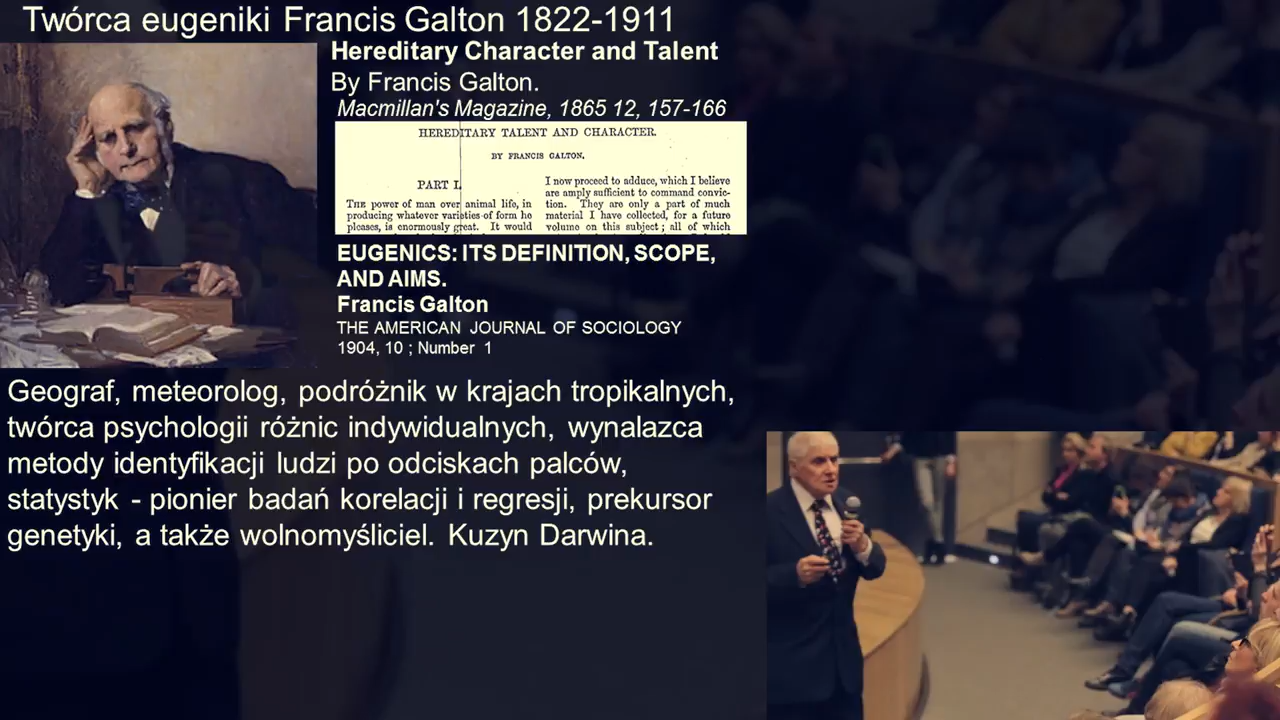 Twórca eugeniki Francis Galton 1822-1911
Hereditary Character and Talent
By Francis Galton.
Macmillan's Magazine, 1865 12, 157-166
HEREDITARY TALENT AND CHARACTER.
BY FRANCIS GALTON.
PART I.
THE power of man over animal life, in
producing whatever varieties of form he
pleases, is enormously great. It would
I now proceed to adduce, which I believe
are amply sufficient to command convic-
tion. They are only a part of much
material I have collected, for a future
volume on this subject; all of which
EUGENICS: ITS DEFINITION, SCOPE,
AND AIMS.
Francis Galton
THE AMERICAN JOURNAL OF SOCIOLOGY
1904, 10 ; Number 1
Geograf, meteorolog, podróżnik w krajach tropikalnych,
twórca psychologii różnic indywidualnych, wynalazca
metody identyfikacji ludzi po odciskach palców,
statystyk - pionier badań korelacji i regresji, prekursor
genetyki, a także wolnomyśliciel. Kuzyn Darwina.